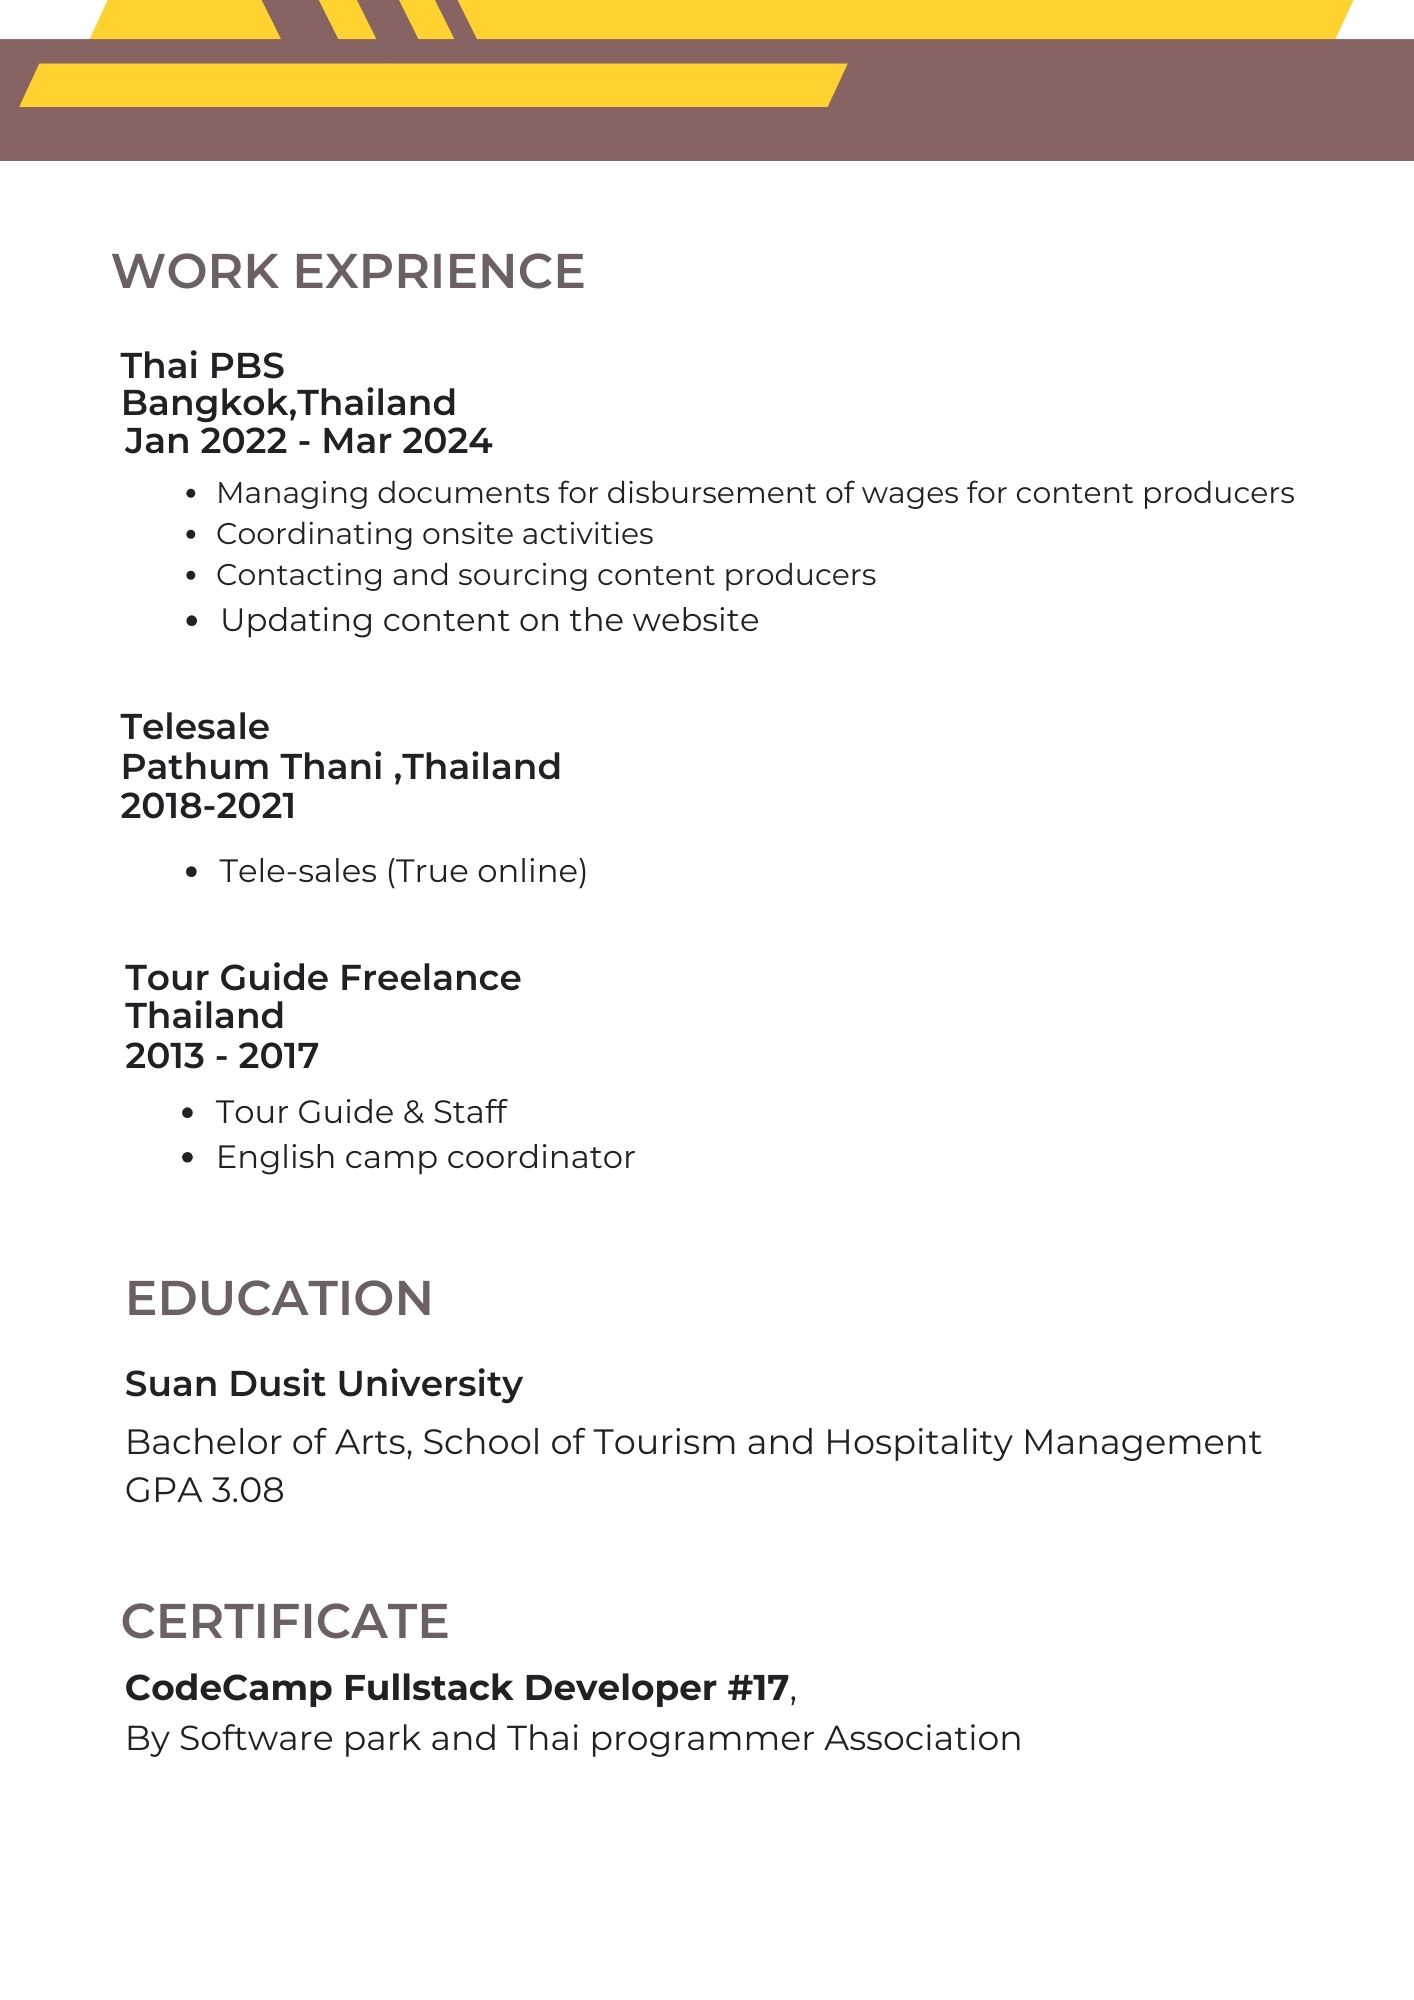 WORK EXPRIENCE
Thai PBS
Bangkok,Thailand
Jan 2022 - Mar 2024
• Managing documents for disbursement of wages for content producers
• Coordinating onsite activities
• Contacting and sourcing content producers
• Updating content on the website
Telesale
Pathum Thani ,Thailand
2018-2021
• Tele-sales (True online)
Tour Guide Freelance
Thailand
2013 - 2017
• Tour Guide & Staff
• English camp coordinator
EDUCATION
Suan Dusit University
Bachelor of Arts, School of Tourism and Hospitality Management
GPA 3.08
CERTIFICATE
CodeCamp Fullstack Developer #17,
By Software park and Thai programmer Association